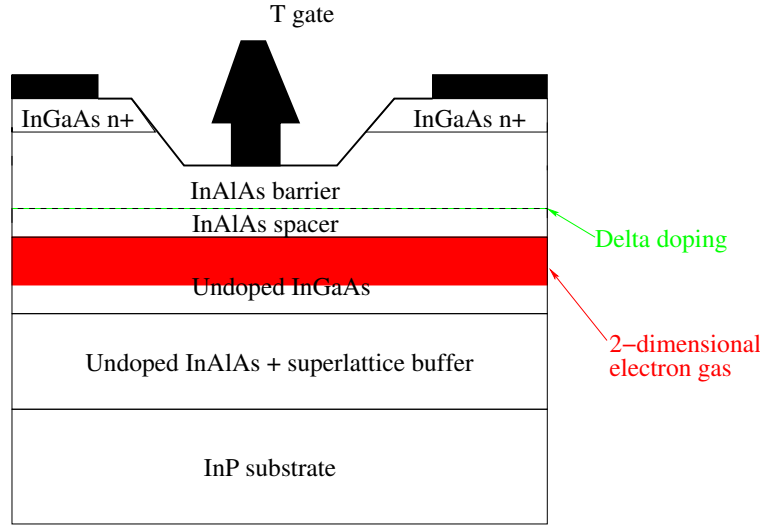 T gate
InGaAs n+
InGaAs n+
InAlAs barrier
InAlAs spacer
Delta doping
Undoped InGaAs
2−dimensional
electron gas
Undoped InAlAs + superlattice buffer
InP substrate